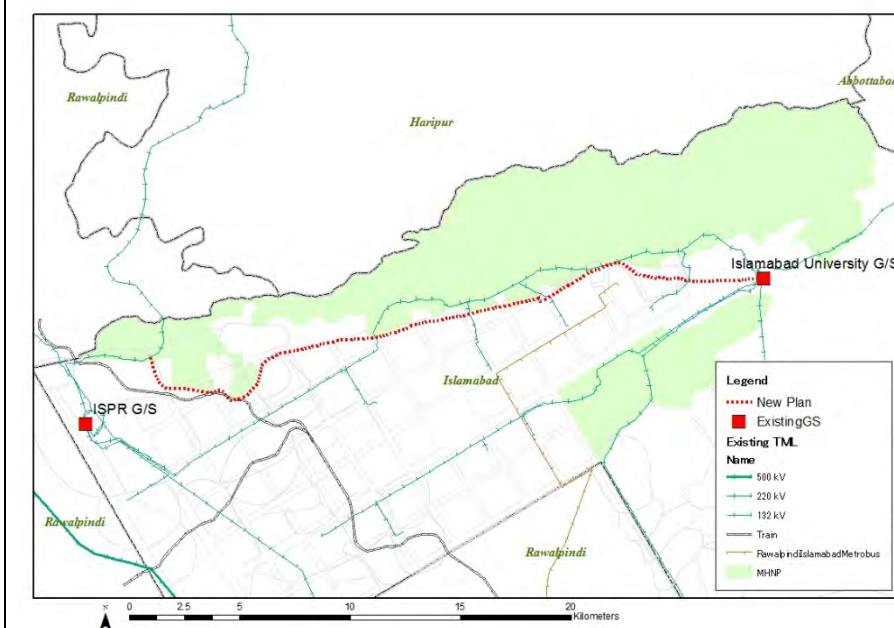 Abbottabad
Rawalpindi
Haripur
Islamabad University G/S
Islamabad
ISPR G/S
Rawalpindi
Rawalpindi
Legend
New Plan
ExistingGS
Existing TML
Name
500 kV
220 kV
132 kV
Train
RawalpindiIslamabadMetrobus
MHNP
N
0 2.5 5 10 15 20
Kilometers